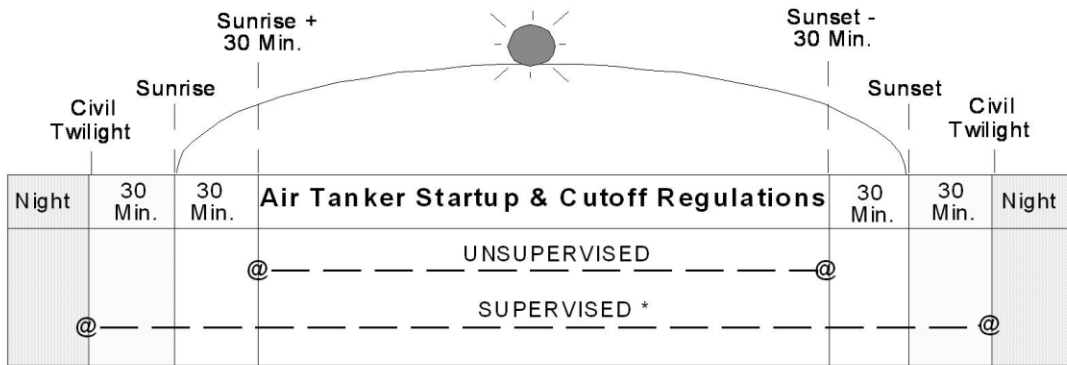 Sunrise +
30 Min.
Sunset -
30 Min.
Sunrise
Sunset
Civil
Twilight
Civil
Twilight
Night
30
Min.
30
Min.
Air Tanker Startup & Cutoff Regulations
30
Min.
30
Min.
Night
@ UNSUPERVISED @
@ SUPERVISED * @